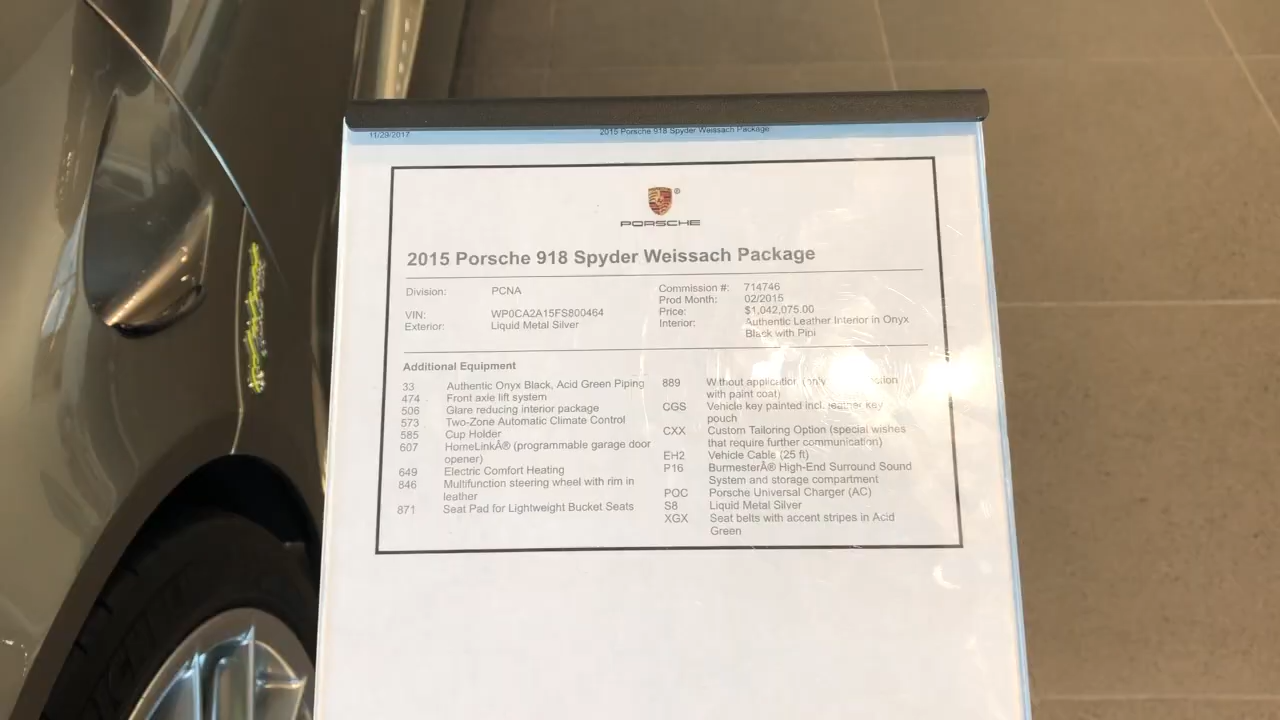 11/29/2017 2015 Porsche 918 Spyder Weissach Package
®
PORSCHE
2015 Porsche 918 Spyder Weissach Package
Division: PCNA
VIN: WP0CA2A15FS800464
Exterior: Liquid Metal Silver
Commission #: 714746
Prod Month: 02/2015
Price: $1,042,075.00
Interior: Authentic Leather Interior in Onyx
Black with Pipi
Additional Equipment
33 Authentic Onyx Black, Acid Green Piping
474 Front axle lift system
506 Glare reducing interior package
573 Two-Zone Automatic Climate Control
585 Cup Holder
607 HomeLinkÂ® (programmable garage door
opener)
649 Electric Comfort Heating
846 Multifunction steering wheel with rim in
leather
871 Seat Pad for Lightweight Bucket Seats
889 Without application
with paint coat)
CGS Vehicle key painted incl. leather key
pouch
CXX Custom Tailoring Option (special wishes
that require further communication)
EH2 Vehicle Cable (25 ft)
P16 BurmesterÂ® High-End Surround Sound
System and storage compartment
POC Porsche Universal Charger (AC)
S8 Liquid Metal Silver
XGX Seat belts with accent stripes in Acid
Green